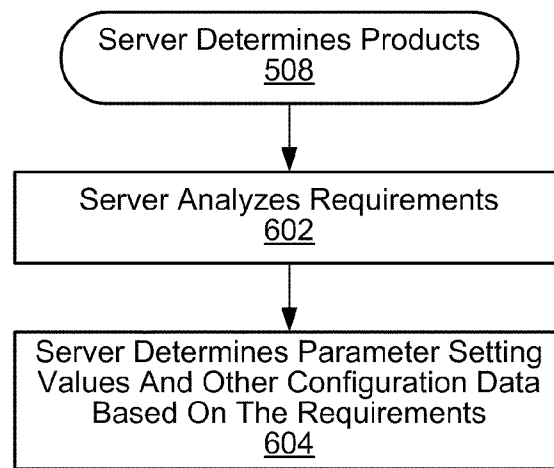 Server Determines Products
508
Server Analyzes Requirements
602
Server Determines Parameter Setting
Values And Other Configuration Data
Based On The Requirements
604